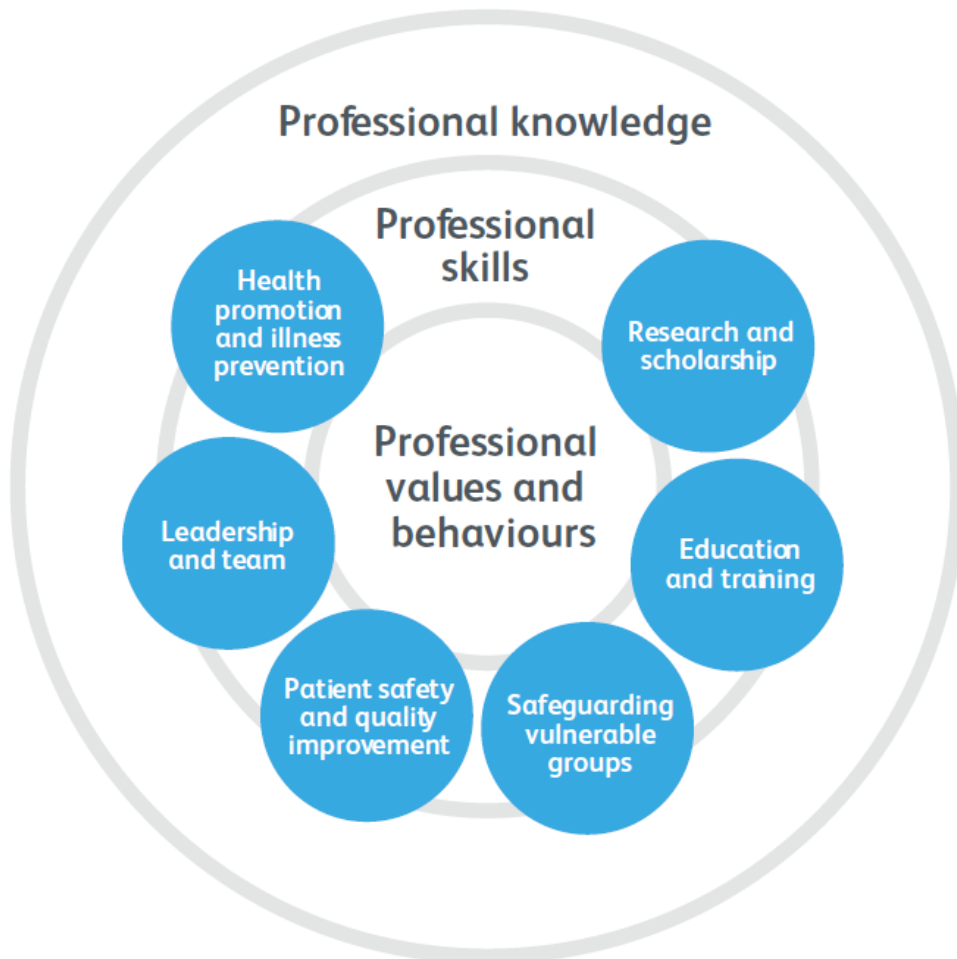 Professional knowledge
Professional
skills
Health
promotion
and illness
prevention
Research and
scholarship
Professional
values and
behaviours
Leadership
and team
Education
and training
Patient safety
and quality
improvement
Safeguarding
vulnerable
groups